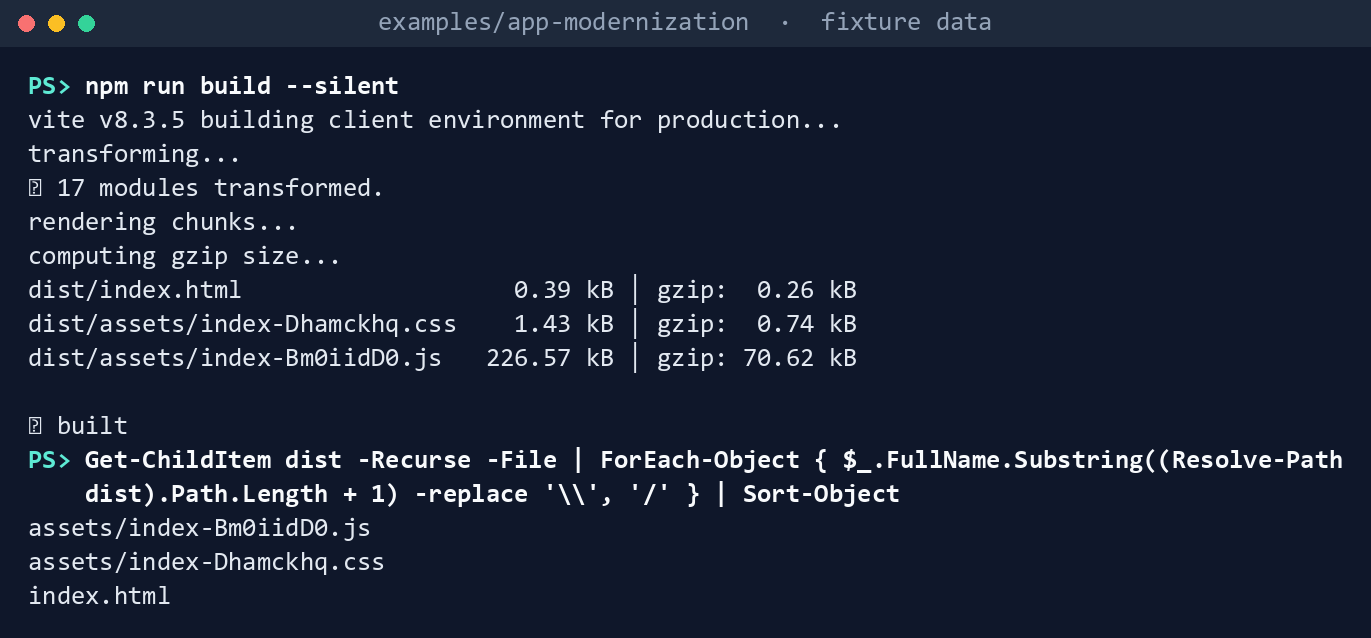 examples/app-modernization · fixture data
PS> npm run build --silent
vite v8.3.5 building client environment for production...
transforming...
⍰ 17 modules transformed.
rendering chunks...
computing gzip size...
dist/index.html                   0.39 kB │ gzip:  0.26 kB
dist/assets/index-Dhamckhq.css    1.43 kB │ gzip:  0.74 kB
dist/assets/index-Bm0iidD0.js   226.57 kB │ gzip: 70.62 kB
⍰ built
PS> Get-ChildItem dist -Recurse -File | ForEach-Object { $_.FullName.Substring((Resolve-Path
dist).Path.Length + 1) -replace '\\', '/' } | Sort-Object
assets/index-Bm0iidD0.js
assets/index-Dhamckhq.css
index.html